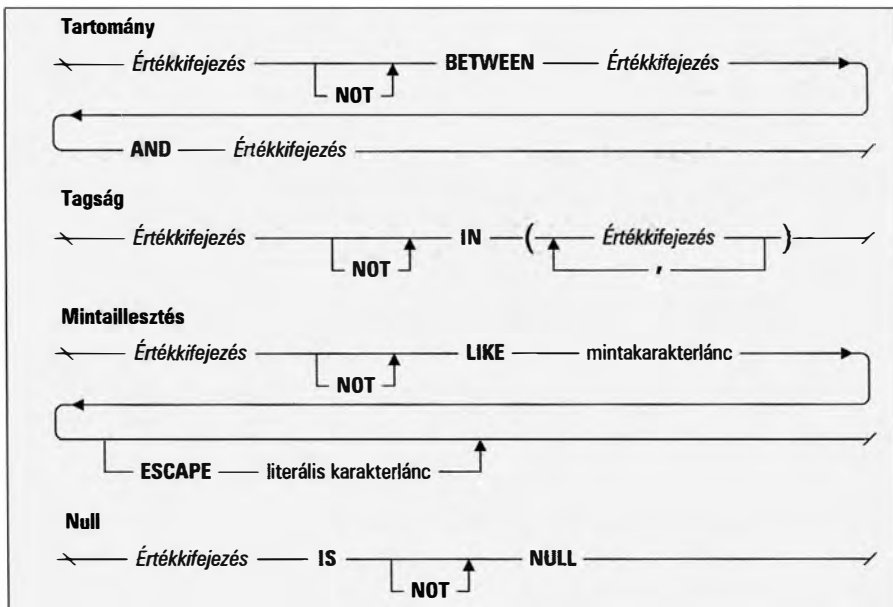 Tartomány
Értékkifejezés BETWEEN Értékkifejezés
NOT
AND Értékkifejezés
Tagság
Értékkifejezés IN ( Értékkifejezés )
NOT ,
Mintaillesztés
Értékkifejezés LIKE mintakarakterlánc
NOT
ESCAPE literális karakterlánc
Null
Értékkifejezés IS NULL
NOT